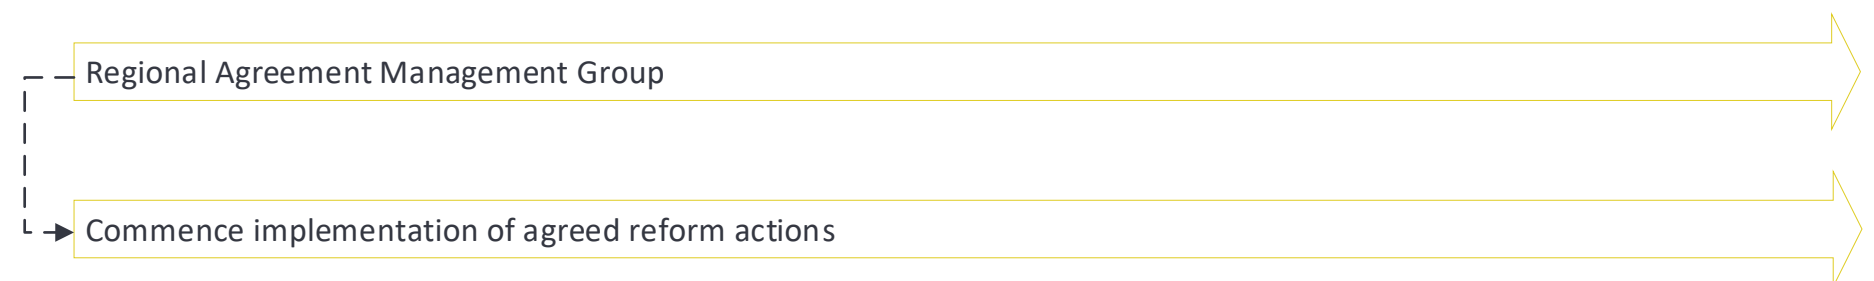 Regional Agreement Management Group
Commence implementation of agreed reform actions